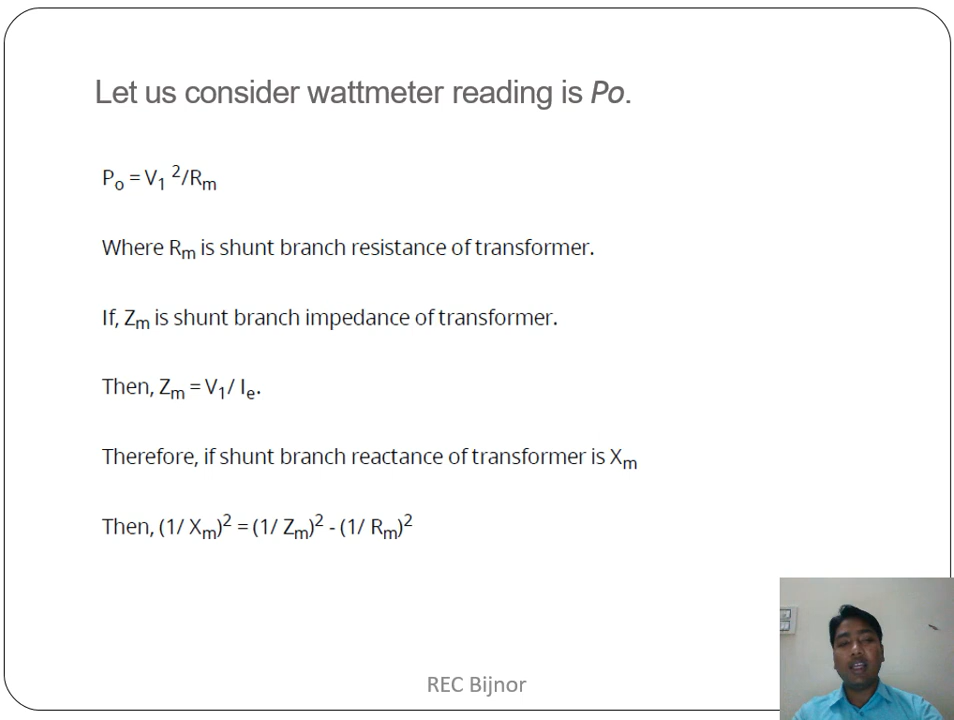 Let us consider wattmeter reading is Po.
Pₒ = V₁ ²/Rₘ
Where Rₘ is shunt branch resistance of transformer.
If, Zₘ is shunt branch impedance of transformer.
Then, Zₘ = V₁/ Iₑ.
Therefore, if shunt branch reactance of transformer is Xₘ
Then, (1/ Xₘ)² = (1/ Zₘ)² - (1/ Rₘ)²
REC Bijnor